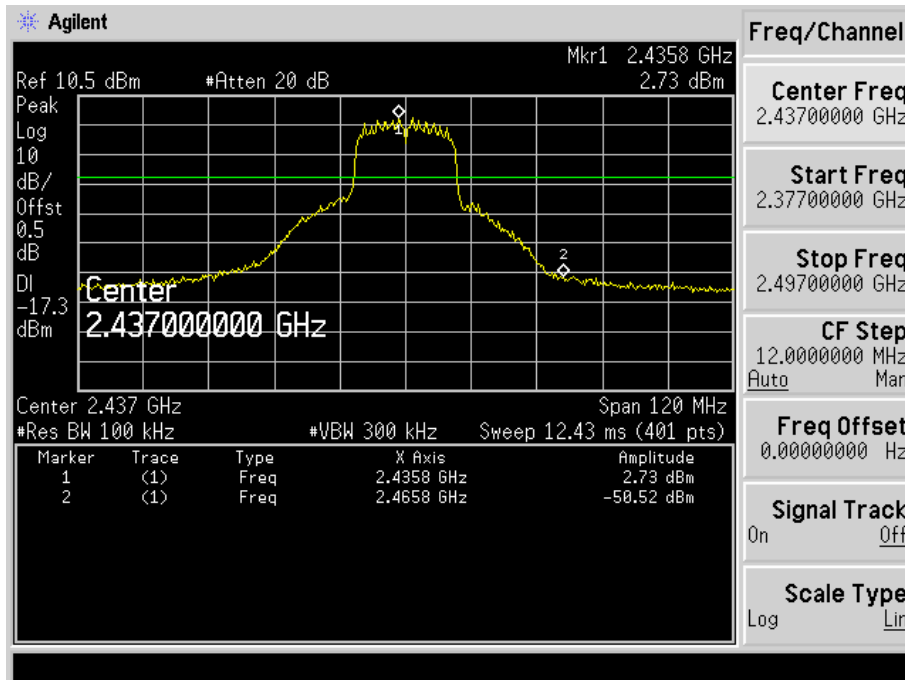 Agilent
Freq/Channel
Mkr1 2.4358 GHz
Ref 10.5 dBm #Atten 20 dB 2.73 dBm
Peak
Log
10
dB/
Offst
0.5
dB
DI
-17.3
dBm
1
2
Center
2.437000000 GHz
Center 2.437 GHz Span 120 MHz
#Res BW 100 kHz #VBW 300 kHz Sweep 12.43 ms (401 pts)
Marker Trace Type X Axis Amplitude
1 (1) Freq 2.4358 GHz 2.73 dBm
2 (1) Freq 2.4658 GHz -50.52 dBm
Center Freq
2.43700000 GHz
Start Freq
2.37700000 GHz
Stop Freq
2.49700000 GHz
CF Step
12.0000000 MHz
Auto Man
Freq Offset
0.00000000 Hz
Signal Track
On Off
Scale Type
Log Lin